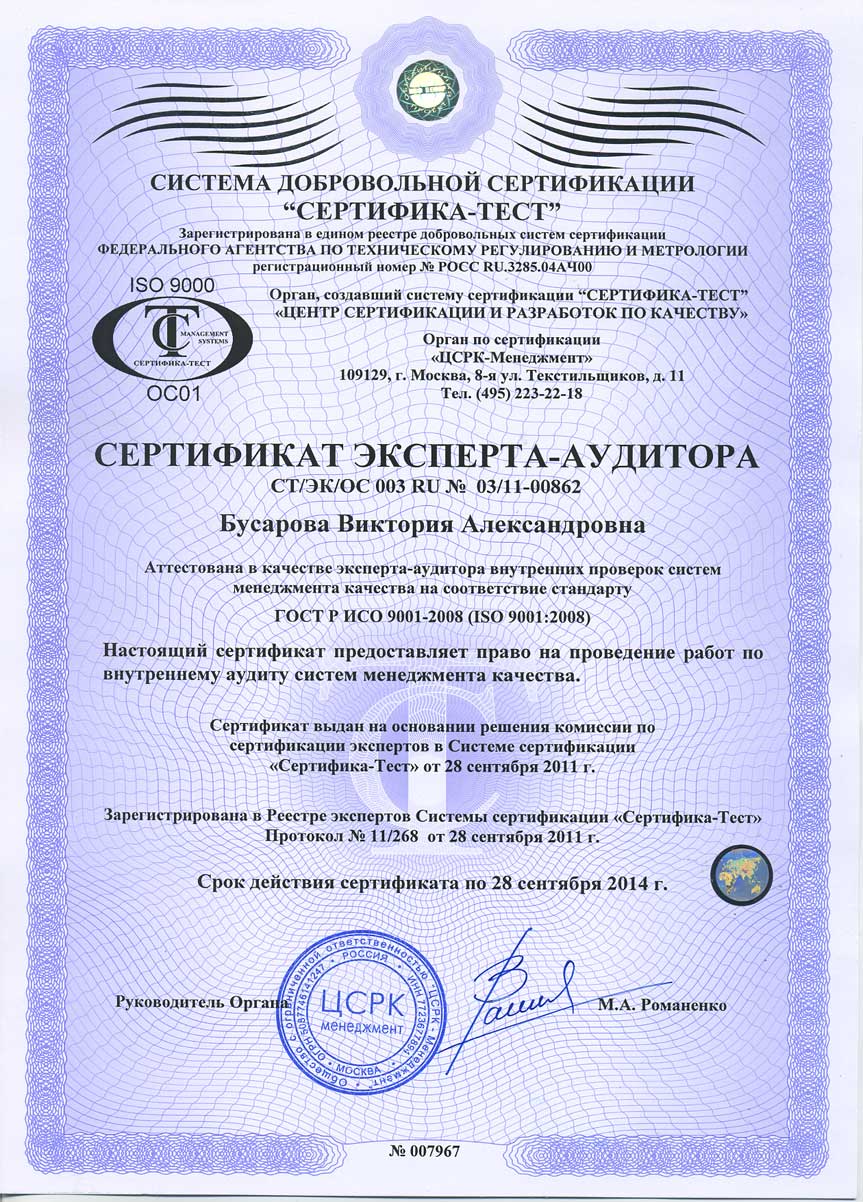 СИСТЕМА ДОБРОВОЛЬНОЙ СЕРТИФИКАЦИИ
“СЕРТИФИКА-ТЕСТ”
Зарегистрирована в едином реестре добровольных систем сертификации
ФЕДЕРАЛЬНОГО АГЕНТСТВА ПО ТЕХНИЧЕСКОМУ РЕГУЛИРОВАНИЮ И МЕТРОЛОГИИ
регистрационный номер № РОСС RU.3285.04АЧ00
ISO 9000
ТС
MANAGEMENT
SYSTEMS
СЕРТИФИКА-ТЕСТ
ОС01
Орган, создавший систему сертификации “СЕРТИФИКА-ТЕСТ”
«ЦЕНТР СЕРТИФИКАЦИИ И РАЗРАБОТОК ПО КАЧЕСТВУ»
Орган по сертификации
«ЦСРК-Менеджмент»
109129, г. Москва, 8-я ул. Текстильщиков, д. 11
Тел. (495) 223-22-18
СЕРТИФИКАТ ЭКСПЕРТА-АУДИТОРА
СТ/ЭК/ОС 003 RU № 03/11-00862
Бусарова Виктория Александровна
Аттестована в качестве эксперта-аудитора внутренних проверок систем
менеджмента качества на соответствие стандарту
ГОСТ Р ИСО 9001-2008 (ISO 9001:2008)
Настоящий сертификат предоставляет право на проведение работ по
внутреннему аудиту систем менеджмента качества.
Сертификат выдан на основании решения комиссии по
сертификации экспертов в Системе сертификации
«Сертифика-Тест» от 28 сентября 2011 г.
Зарегистрирована в Реестре экспертов Системы сертификации «Сертифика-Тест»
Протокол № 11/268 от 28 сентября 2011 г.
Срок действия сертификата по 28 сентября 2014 г.
Руководитель Органа
Общество с ограниченной ответственностью "ЦСРК Менеджмент"
РОССИЯ
МОСКВА
ЦСРК
менеджмент
М.А. Романенко
№ 007967